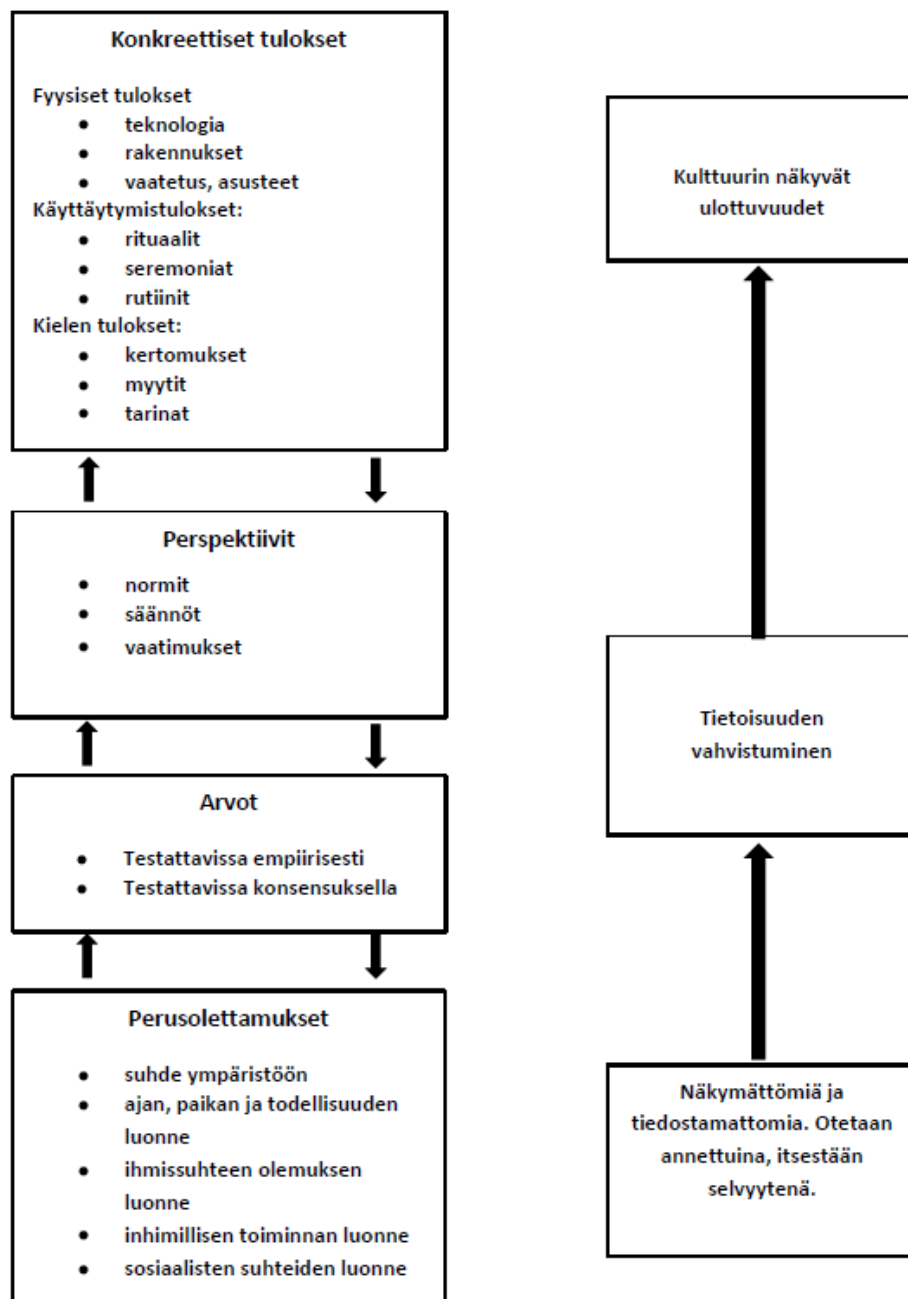 Konkreettiset tulokset
Fyysiset tulokset
• teknologia
• rakennukset
• vaatetus, asusteet
Käyttäytymistulokset:
• rituaalit
• seremoniat
• rutiinit
Kielen tulokset:
• kertomukset
• myytit
• tarinat
Perspektiivit
• normit
• säännöt
• vaatimukset
Arvot
• Testattavissa empiirisesti
• Testattavissa konsensuksella
Perusolettamukset
• suhde ympäristöön
• ajan, paikan ja todellisuuden
luonne
• ihmissuhteen olemuksen
luonne
• inhimillisen toiminnan luonne
• sosiaalisten suhteiden luonne
Kulttuurin näkyvät
ulottuvuudet
Tietoisuuden
vahvistuminen
Näkymättömiä ja
tiedostamattomia. Otetaan
annettuina, itsestään
selvyytenä.